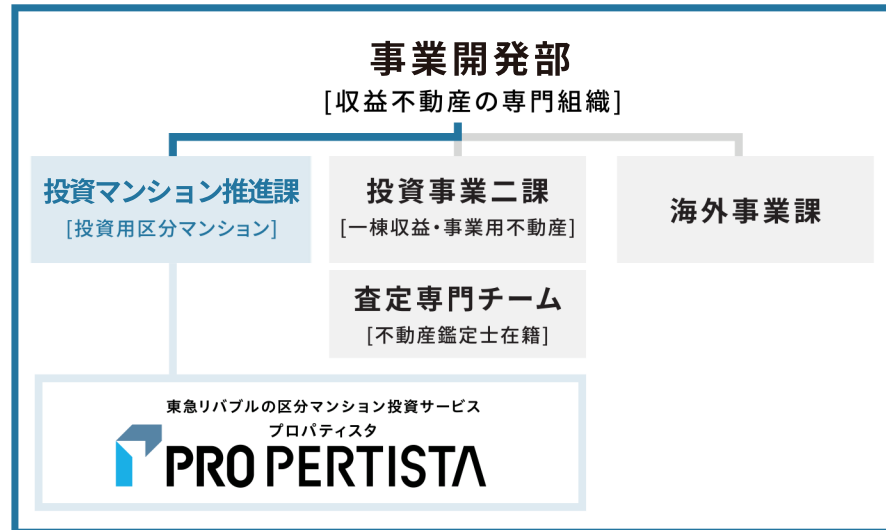 事業開発部
[収益不動産の専門組織]
投資マンション推進課
[投資用区分マンション]
投資事業二課
[一棟収益・事業用不動産]
海外事業課
査定専門チーム
[不動産鑑定士在籍]
東急リバブルの区分マンション投資サービス
プロパティスタ
PROPERTISTA